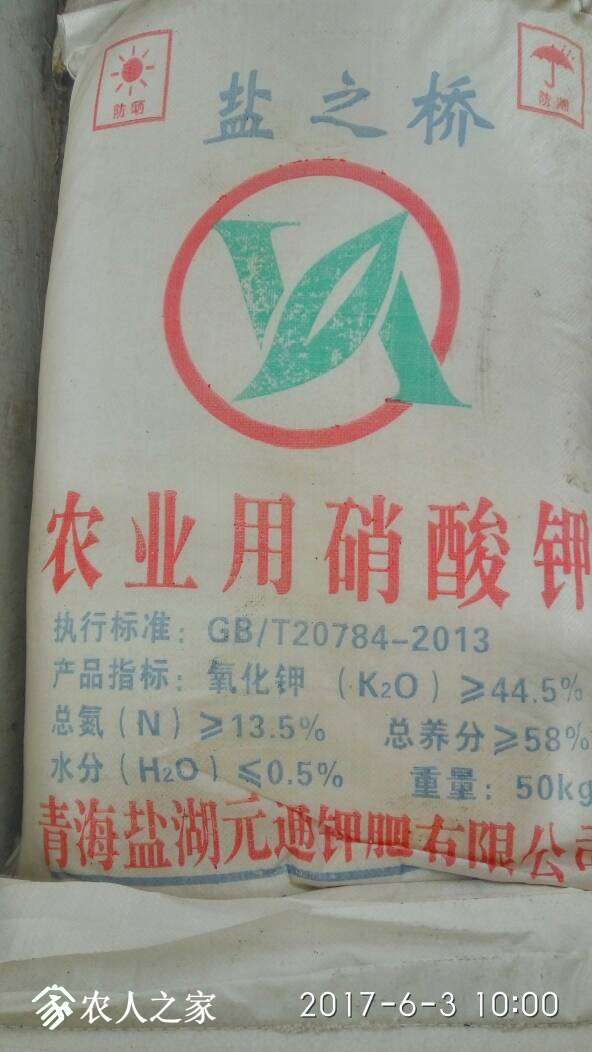 防晒
防潮
盐之桥
农业用硝酸钾
执行标准：GB/T20784-2013
产品指标：氧化钾（K₂O）≥44.5%
总氮（N）≥13.5% 总养分≥58%
水分（H₂O）≤0.5% 重量：50kg
青海盐湖元通钾肥有限公司
农人之家
2017-6-3 10:00